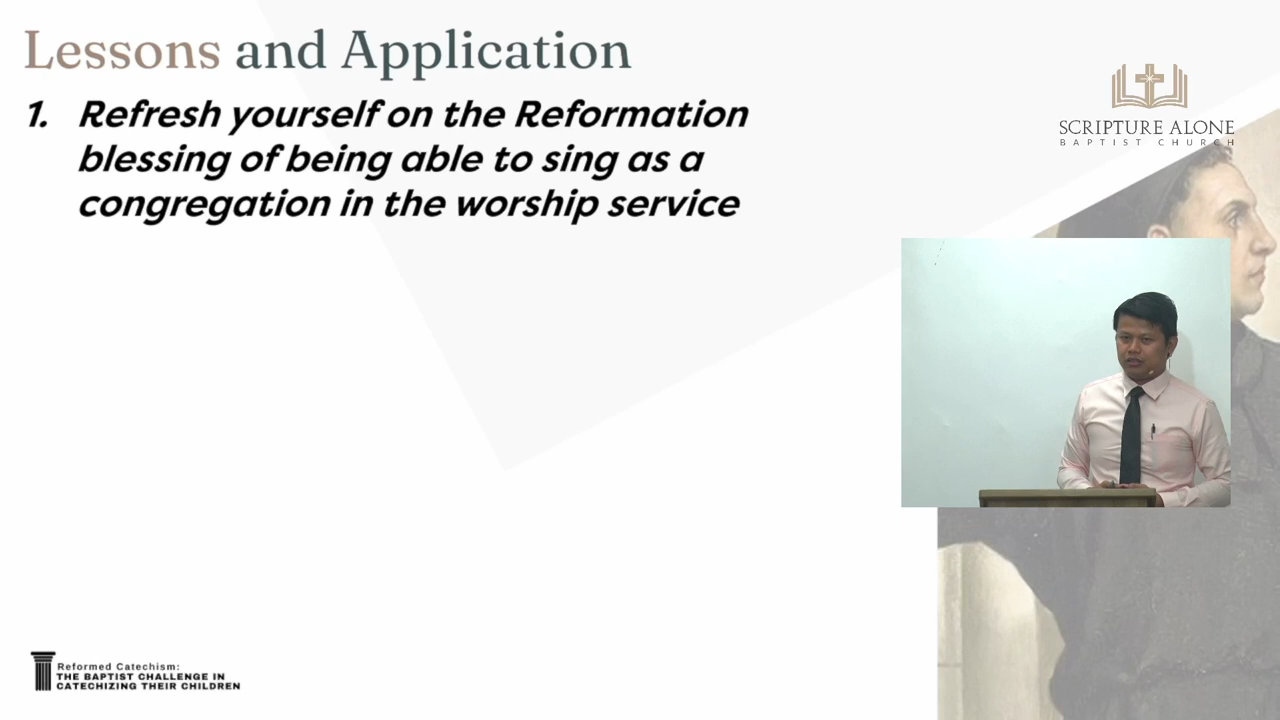 Lessons and Application
1. Refresh yourself on the Reformation
blessing of being able to sing as a
congregation in the worship service
SCRIPTURE ALONE
BAPTIST CHURCH
Reformed Catechism:
THE BAPTIST CHALLENGE IN
CATECHIZING THEIR CHILDREN